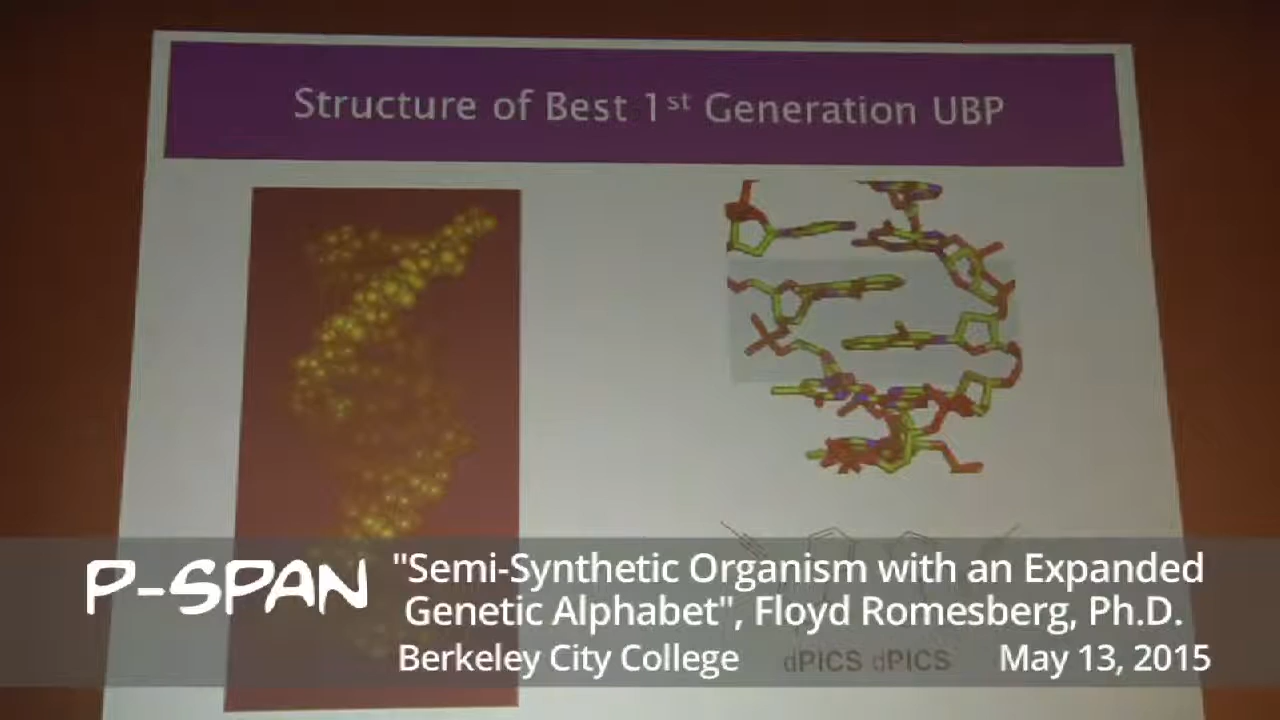 Structure of Best 1st Generation UBP
P-SPAN
"Semi-Synthetic Organism with an Expanded
Genetic Alphabet", Floyd Romesberg, Ph.D.
Berkeley City College
May 13, 2015
dPICS dPICS